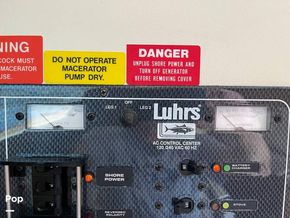 NING
COCK MUST
MACERATOR
USE.
DO NOT OPERATE
MACERATOR
PUMP DRY.
DANGER
UNPLUG SHORE POWER AND
TURN OFF GENERATOR
BEFORE REMOVING COVER
LEG 1
OFF
LEG 2
Luhrs
AC CONTROL CENTER
120/240 VAC 60 HZ
SHORE
POWER
BATTERY
CHARGER
REVERSED POLARITY
STOVE
Pop